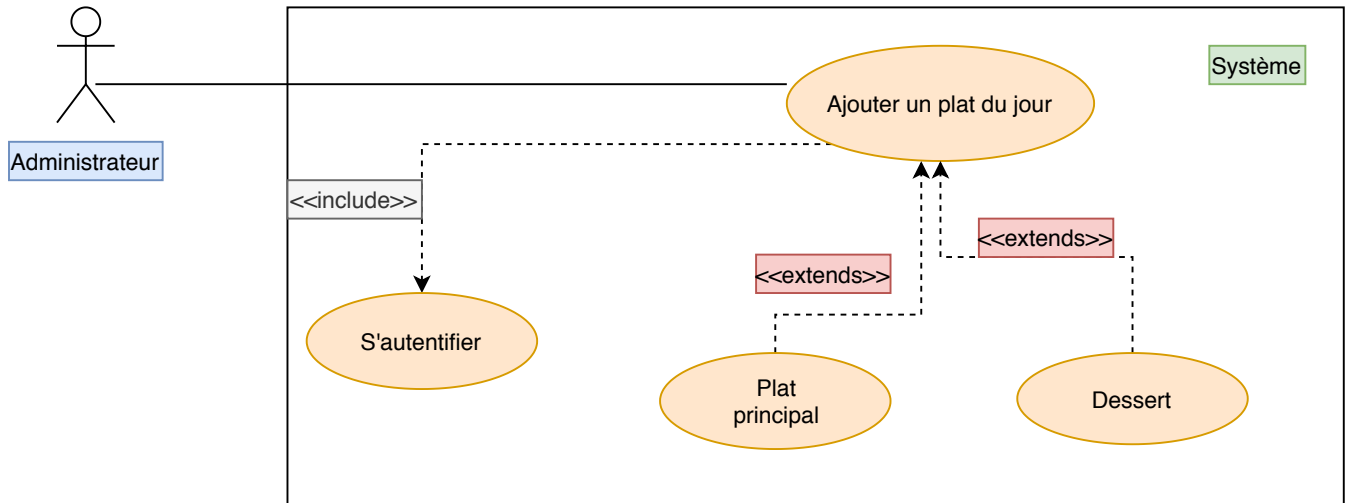 Système
Ajouter un plat du jour
Administrateur
<<include>>
<<extends>>
<<extends>>
S'autentifier
Plat
principal
Dessert